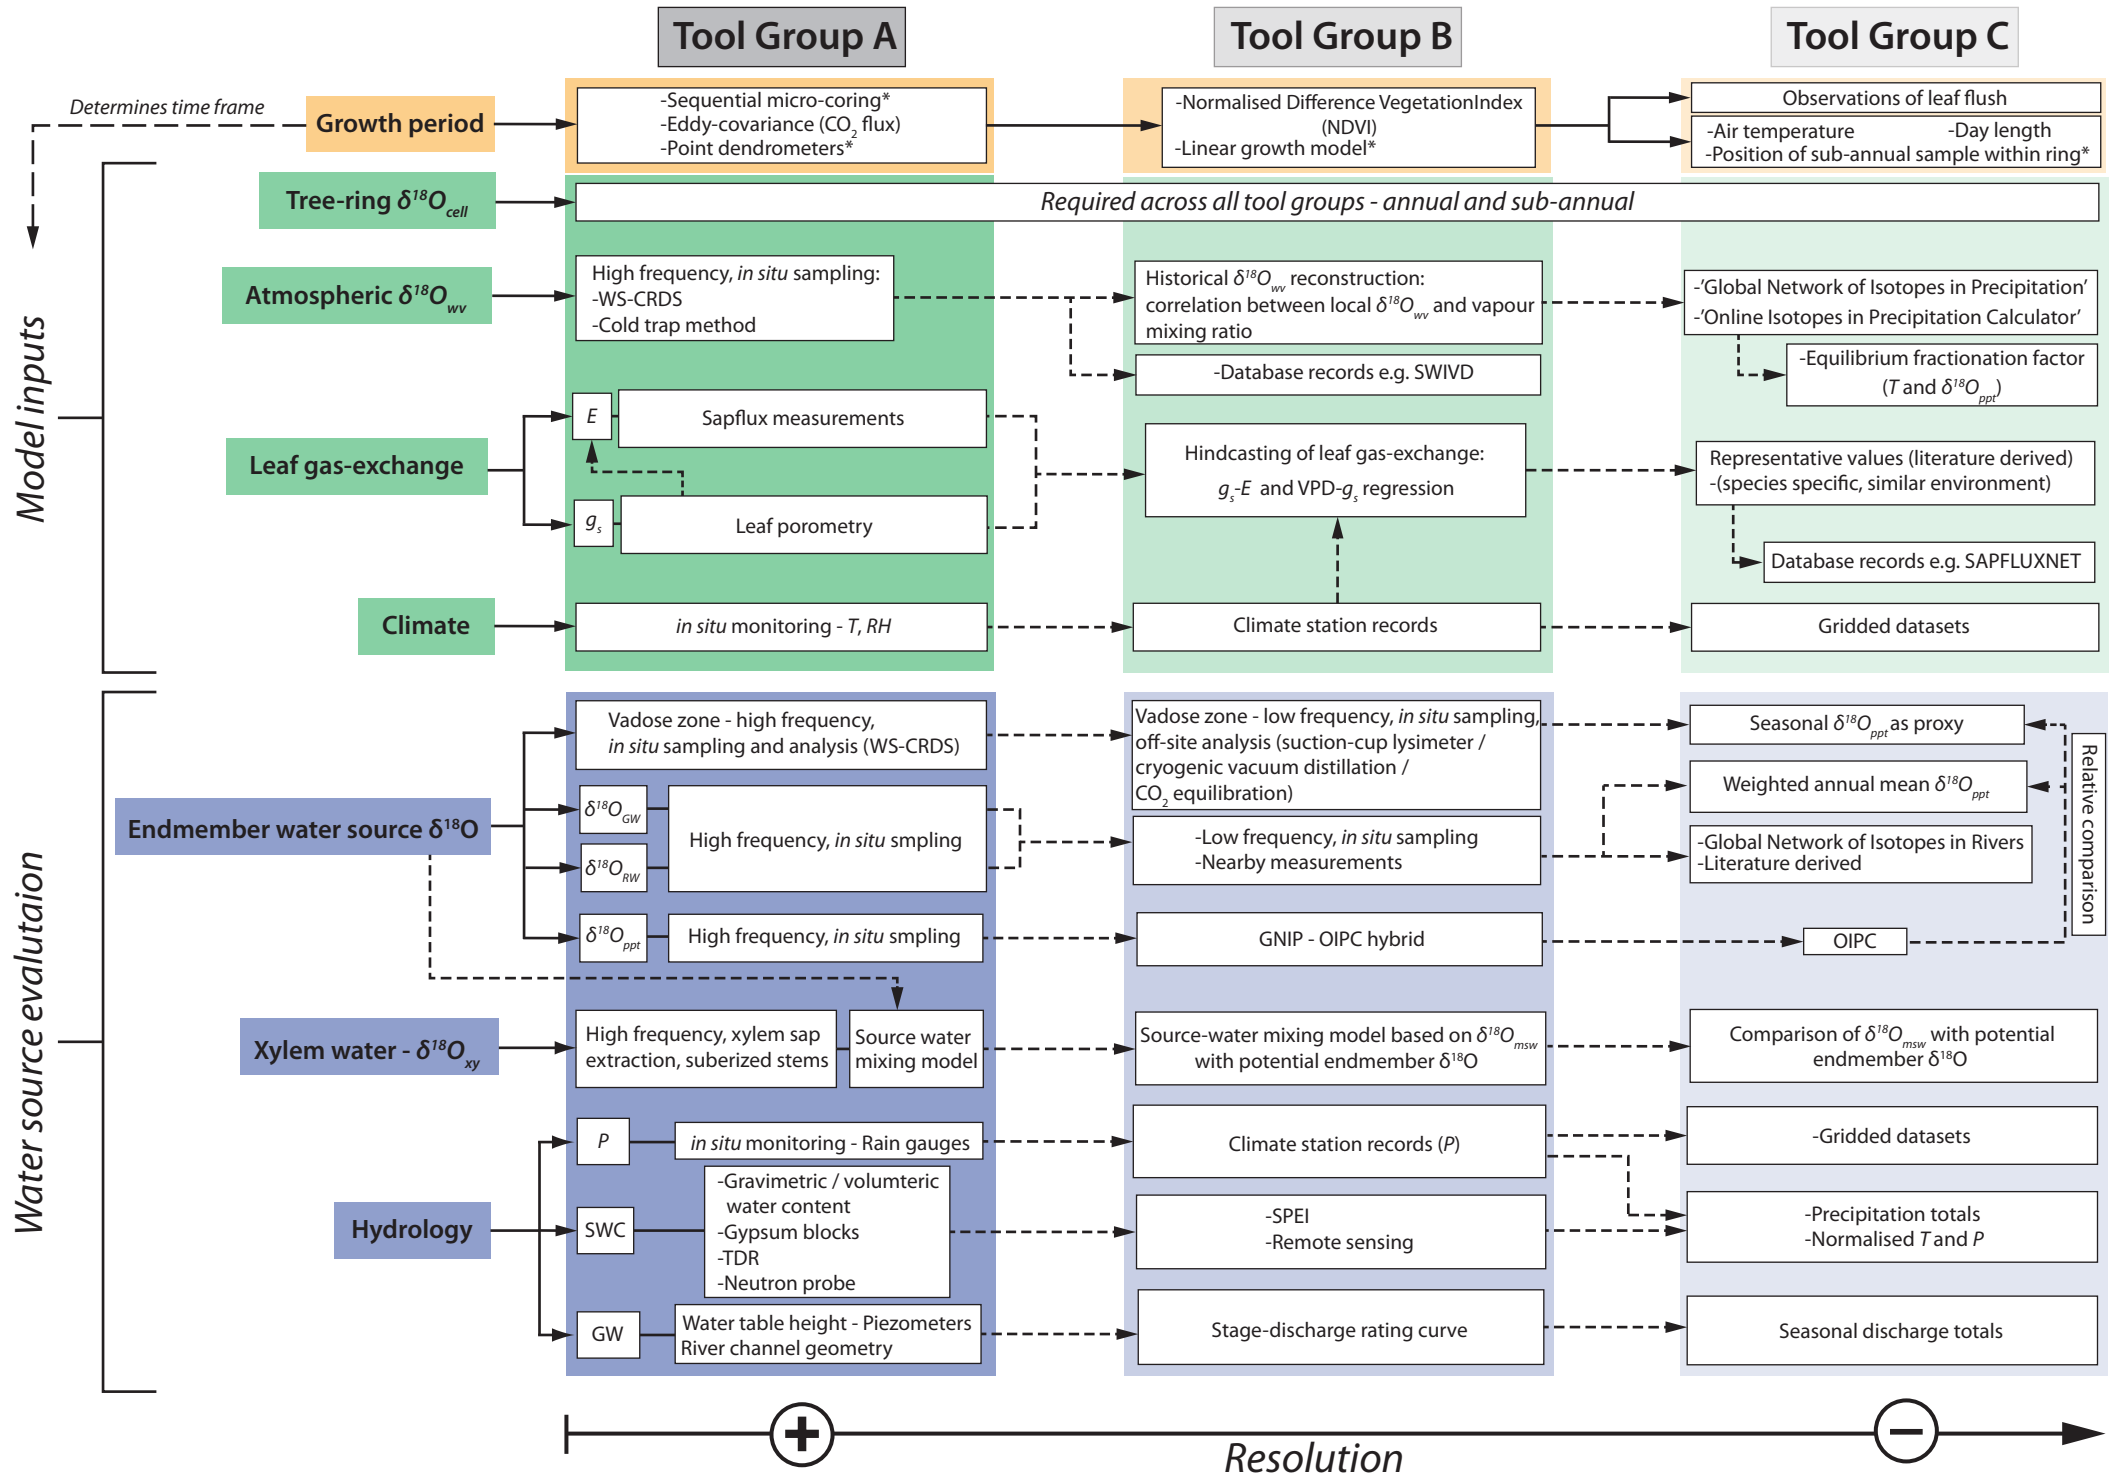 Tool Group A
Tool Group B
Tool Group C
Determines time frame
Growth period
-Sequential micro-coring*
-Eddy-covariance (CO2 flux)
-Point dendrometers*
-Normalised Difference VegetationIndex
(NDVI)
-Linear growth model*
Observations of leaf flush
-Air temperature
-Day length
-Position of sub-annual sample within ring*
Model inputs
Tree-ring δ18Ocell
Required across all tool groups - annual and sub-annual
Atmospheric δ18Owv
High frequency, in situ sampling:
-WS-CRDS
-Cold trap method
Historical δ18Owv reconstruction:
correlation between local δ18Owv and vapour
mixing ratio
-Database records e.g. SWIVD
-'Global Network of Isotopes in Precipitation'
-'Online Isotopes in Precipitation Calculator'
-Equilibrium fractionation factor
(T and δ18Oppt)
Leaf gas-exchange
E
Sapflux measurements
gs
Leaf porometry
Hindcasting of leaf gas-exchange:
gs-E and VPD-gs regression
Representative values (literature derived)
-(species specific, similar environment)
Database records e.g. SAPFLUXNET
Climate
in situ monitoring - T, RH
Climate station records
Gridded datasets
Water source evalutaion
Endmember water source δ18O
Vadose zone - high frequency,
in situ sampling and analysis (WS-CRDS)
Vadose zone - low frequency, in situ sampling,
off-site analysis (suction-cup lysimeter /
cryogenic vacuum distillation /
CO2 equilibration)
Seasonal δ18Oppt as proxy
Weighted annual mean δ18Oppt
Relative comparison
δ18OGW
δ18ORW
High frequency, in situ smpling
-Low frequency, in situ sampling
-Nearby measurements
-Global Network of Isotopes in Rivers
-Literature derived
δ18Oppt
High frequency, in situ smpling
GNIP - OIPC hybrid
OIPC
Xylem water - δ18Oxy
High frequency, xylem sap
extraction, suberized stems
Source water
mixing model
Source-water mixing model based on δ18Omsw
with potential endmember δ18O
Comparison of δ18Omsw with potential
endmember δ18O
Hydrology
P
in situ monitoring - Rain gauges
Climate station records (P)
-Gridded datasets
SWC
-Gravimetric / volumteric
water content
-Gypsum blocks
-TDR
-Neutron probe
-SPEI
-Remote sensing
-Precipitation totals
-Normalised T and P
GW
Water table height - Piezometers
River channel geometry
Stage-discharge rating curve
Seasonal discharge totals
+
−
Resolution